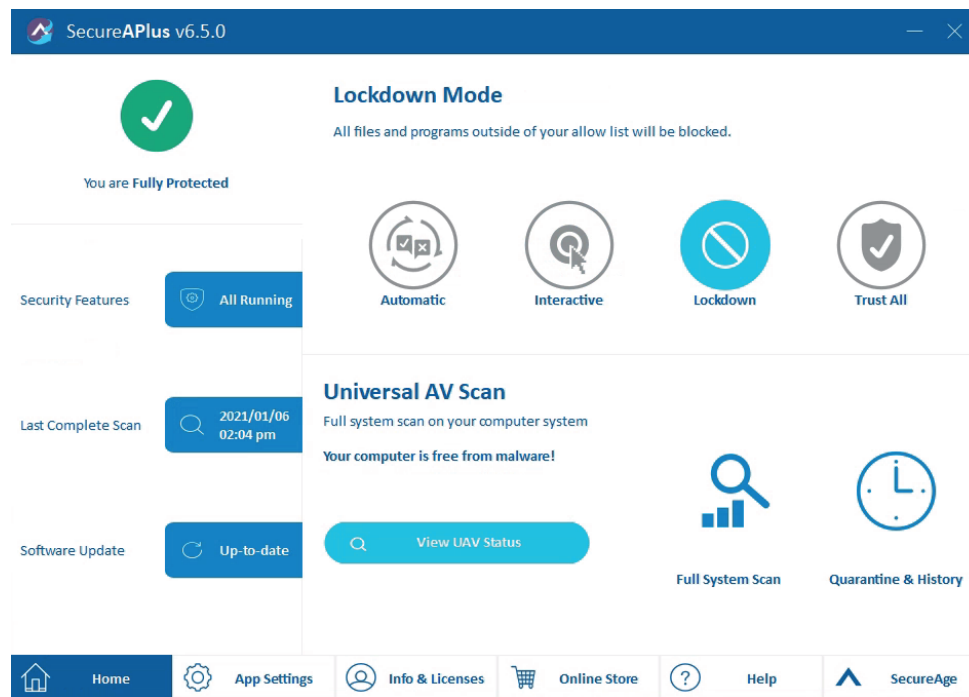 SecureAPlus v6.5.0
You are Fully Protected
Security Features
All Running
Last Complete Scan
2021/01/06
02:04 pm
Software Update
Up-to-date
Lockdown Mode
All files and programs outside of your allow list will be blocked.
Automatic
Interactive
Lockdown
Trust All
Universal AV Scan
Full system scan on your computer system
Your computer is free from malware!
View UAV Status
Full System Scan
Quarantine & History
Home
App Settings
Info & Licenses
Online Store
Help
SecureAge